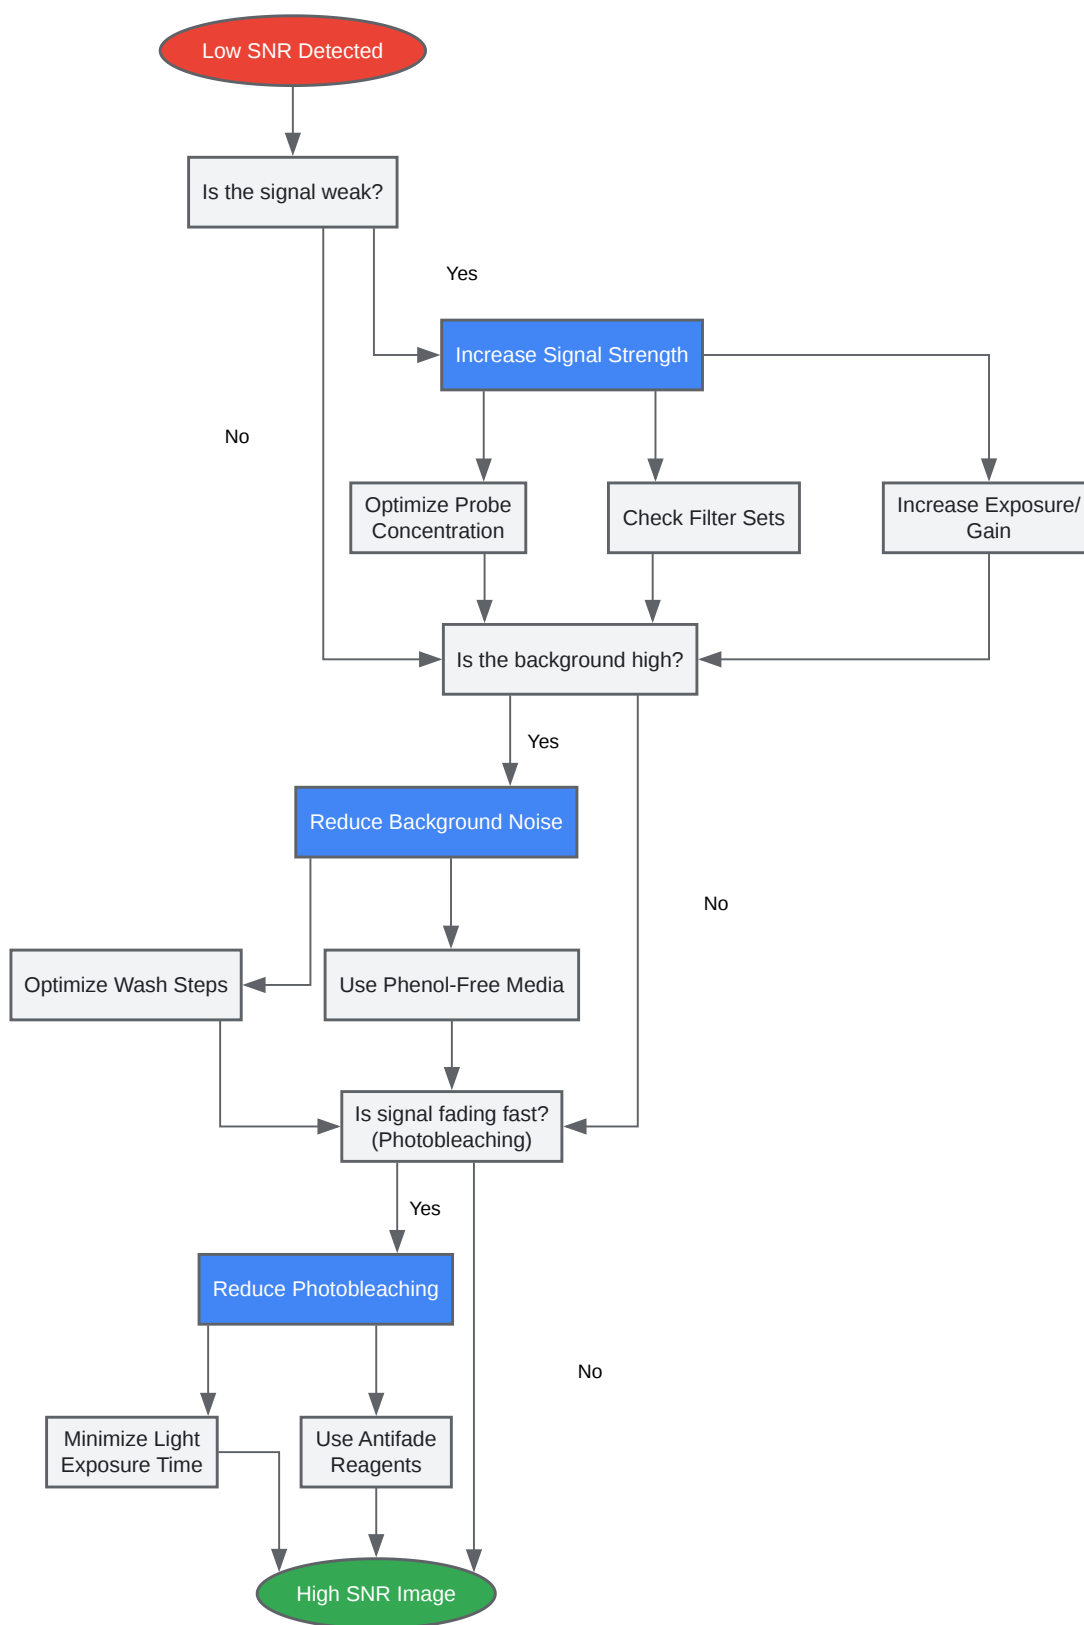 Low SNR Detected
Is the signal weak?
Yes
Increase Signal Strength
No
Optimize Probe
Concentration
Check Filter Sets
Increase Exposure/
Gain
Is the background high?
Yes
Reduce Background Noise
No
Optimize Wash Steps
Use Phenol-Free Media
Is signal fading fast?
(Photobleaching)
Yes
Reduce Photobleaching
No
Minimize Light
Exposure Time
Use Antifade
Reagents
High SNR Image